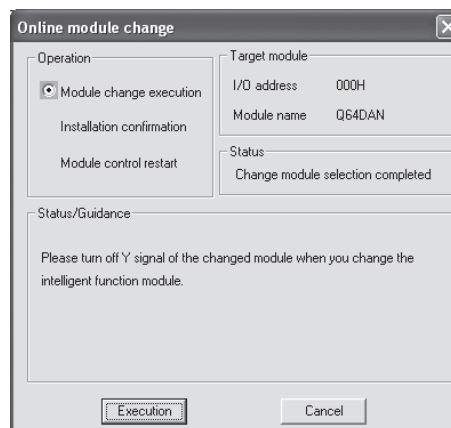 Online module change
Operation
Module change execution
Installation confirmation
Module control restart
Target module
I/O address 000H
Module name Q64DAN
Status
Change module selection completed
Status/Guidance
Please turn off Y signal of the changed module when you change the
intelligent function module.
Execution
Cancel